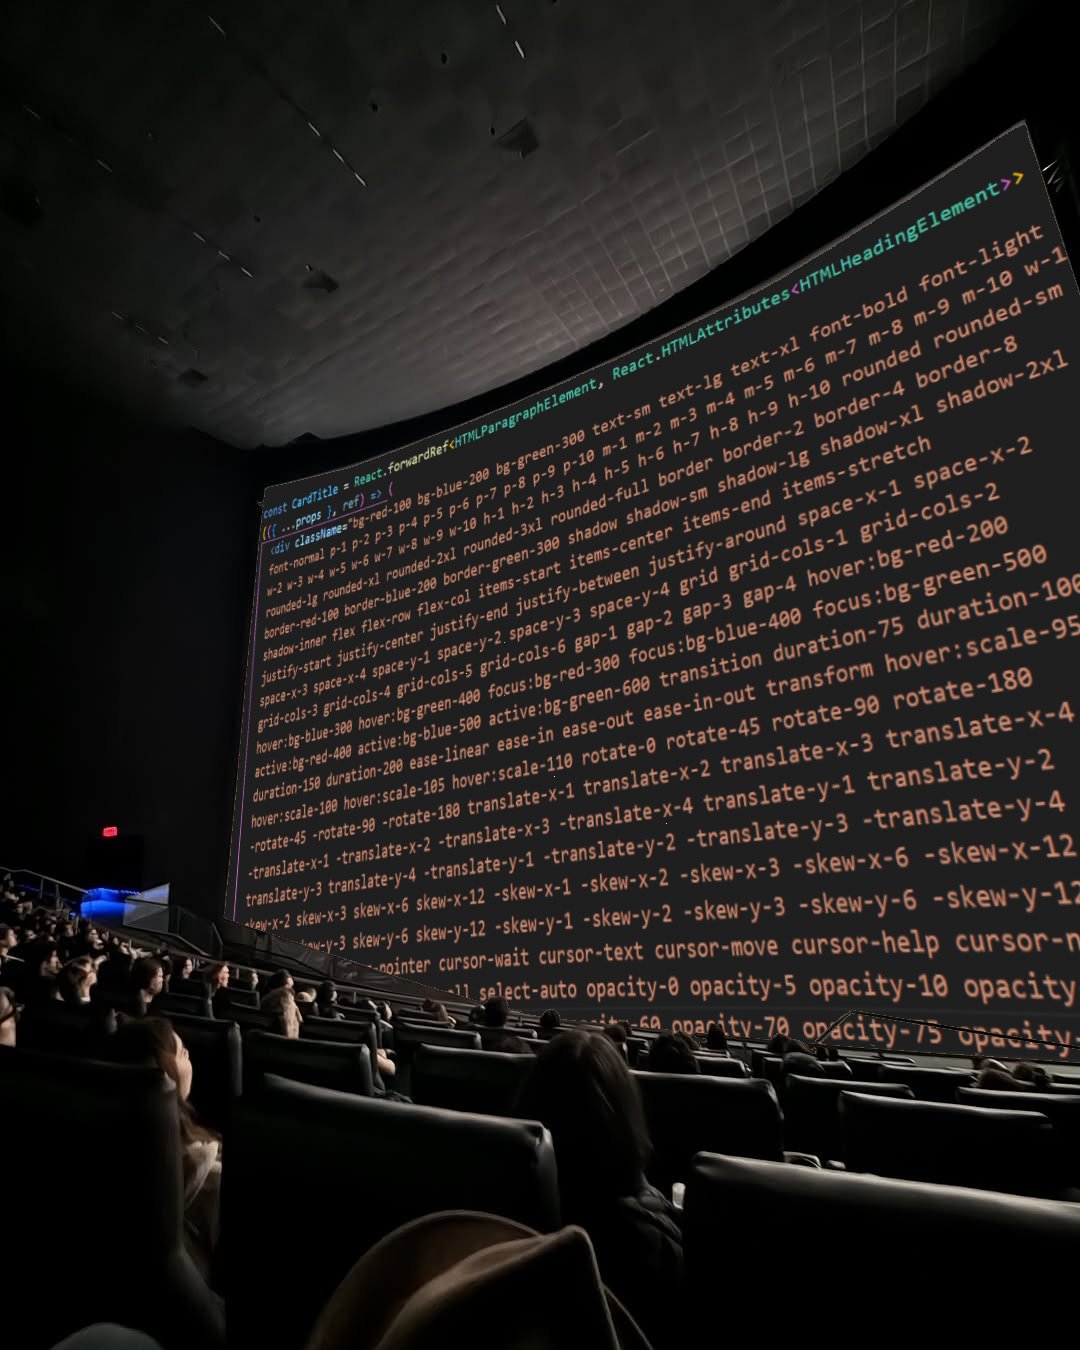 const CardTitle = React.forwardRef<HTMLParagraphElement, React.HTMLAttributes<HTMLHeadingElement>>
(({ ...props }, ref) => (
<div className="bg-red-100 bg-blue-200 bg-green-300 text-sm text-lg text-xl font-bold font-light
font-normal p-1 p-2 p-3 p-4 p-5 p-6 p-7 p-8 p-9 p-10 m-1 m-2 m-3 m-4 m-5 m-6 m-7 m-8 m-9 m-10 w-1
w-2 w-3 w-4 w-5 w-6 w-7 w-8 w-9 w-10 h-1 h-2 h-3 h-4 h-5 h-6 h-7 h-8 h-9 h-10 rounded rounded-sm
rounded-lg rounded-xl rounded-2xl rounded-3xl rounded-full border border-2 border-4 border-8
border-red-100 border-blue-200 border-green-300 shadow shadow-sm shadow-lg shadow-xl shadow-2xl
shadow-inner flex flex-row flex-col items-start items-center items-end items-stretch
justify-start justify-center justify-end justify-between justify-around space-x-1 space-x-2
space-x-3 space-x-4 space-y-1 space-y-2 space-y-3 space-y-4 grid grid-cols-1 grid-cols-2
grid-cols-3 grid-cols-4 grid-cols-5 grid-cols-6 gap-1 gap-2 gap-3 gap-4 hover:bg-red-200
hover:bg-blue-300 hover:bg-green-400 focus:bg-red-300 focus:bg-blue-400 focus:bg-green-500
active:bg-red-400 active:bg-blue-500 active:bg-green-600 transition duration-75 duration-100
duration-150 duration-200 ease-linear ease-in ease-out ease-in-out transform hover:scale-95
hover:scale-100 hover:scale-105 hover:scale-110 rotate-0 rotate-45 rotate-90 rotate-180
-rotate-45 -rotate-90 -rotate-180 translate-x-1 translate-x-2 translate-x-3 translate-x-4
-translate-x-1 -translate-x-2 -translate-x-3 -translate-x-4 translate-y-1 translate-y-2
translate-y-3 translate-y-4 -translate-y-1 -translate-y-2 -translate-y-3 -translate-y-4
skew-x-2 skew-x-3 skew-x-6 skew-x-12 -skew-x-1 -skew-x-2 -skew-x-3 -skew-x-6 -skew-x-12
skew-y-3 skew-y-6 skew-y-12 -skew-y-1 -skew-y-2 -skew-y-3 -skew-y-6 -skew-y-12
-pointer cursor-wait cursor-text cursor-move cursor-help cursor-n
select-auto opacity-0 opacity-5 opacity-10 opacity-
opacity-70 opacity-75 opacity-